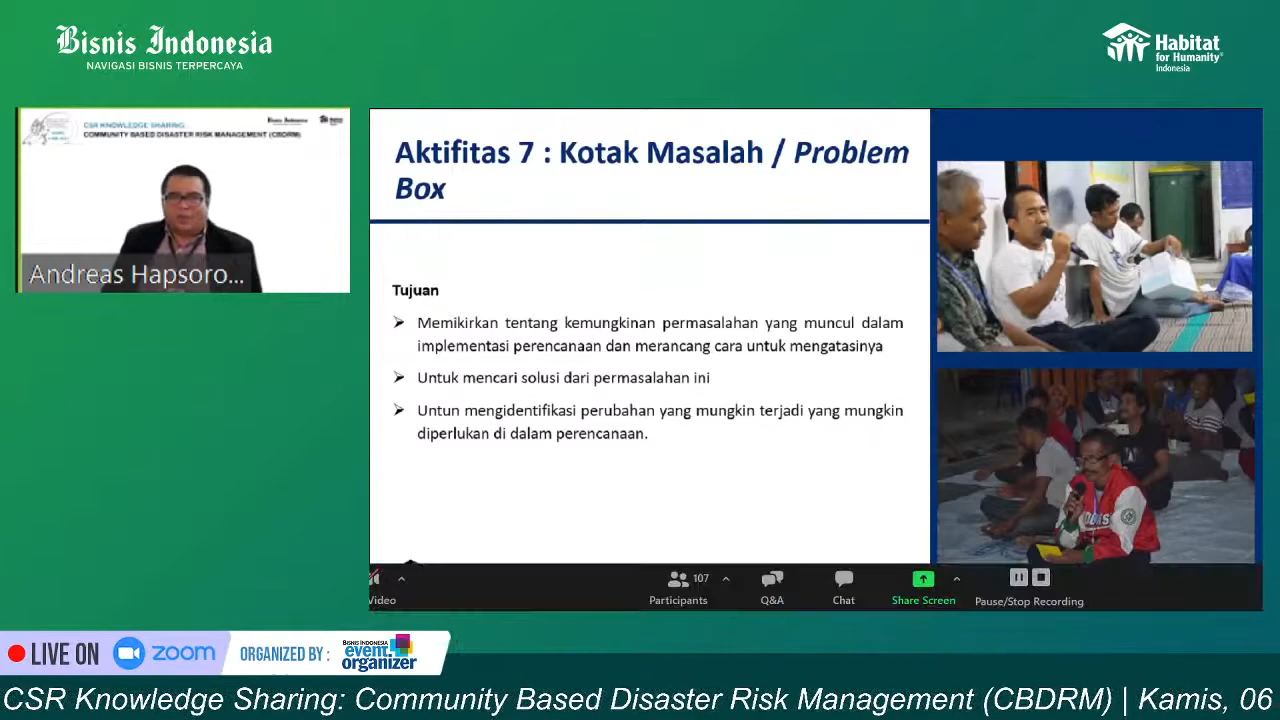 Bisnis Indonesia
NAVIGASI BISNIS TERPERCAYA
Habitat
for Humanity®
Indonesia
CSR KNOWLEDGE SHARING
COMMUNITY BASED DISASTER RISK MANAGEMENT (CBDRM)
Andreas Hapsoro...
Aktifitas 7 : Kotak Masalah / Problem
Box
Tujuan
Memikirkan tentang kemungkinan permasalahan yang muncul dalam
implementasi perencanaan dan merancang cara untuk mengatasinya
Untuk mencari solusi dari permasalahan ini
Untun mengidentifikasi perubahan yang mungkin terjadi yang mungkin
diperlukan di dalam perencanaan.
Video
107
Participants
Q&A
Chat
Share Screen
Pause/Stop Recording
LIVE ON
zoom
ORGANIZED BY :
BISNIS INDONESIA
event
organizer
CSR Knowledge Sharing: Community Based Disaster Risk Management (CBDRM) | Kamis, 06